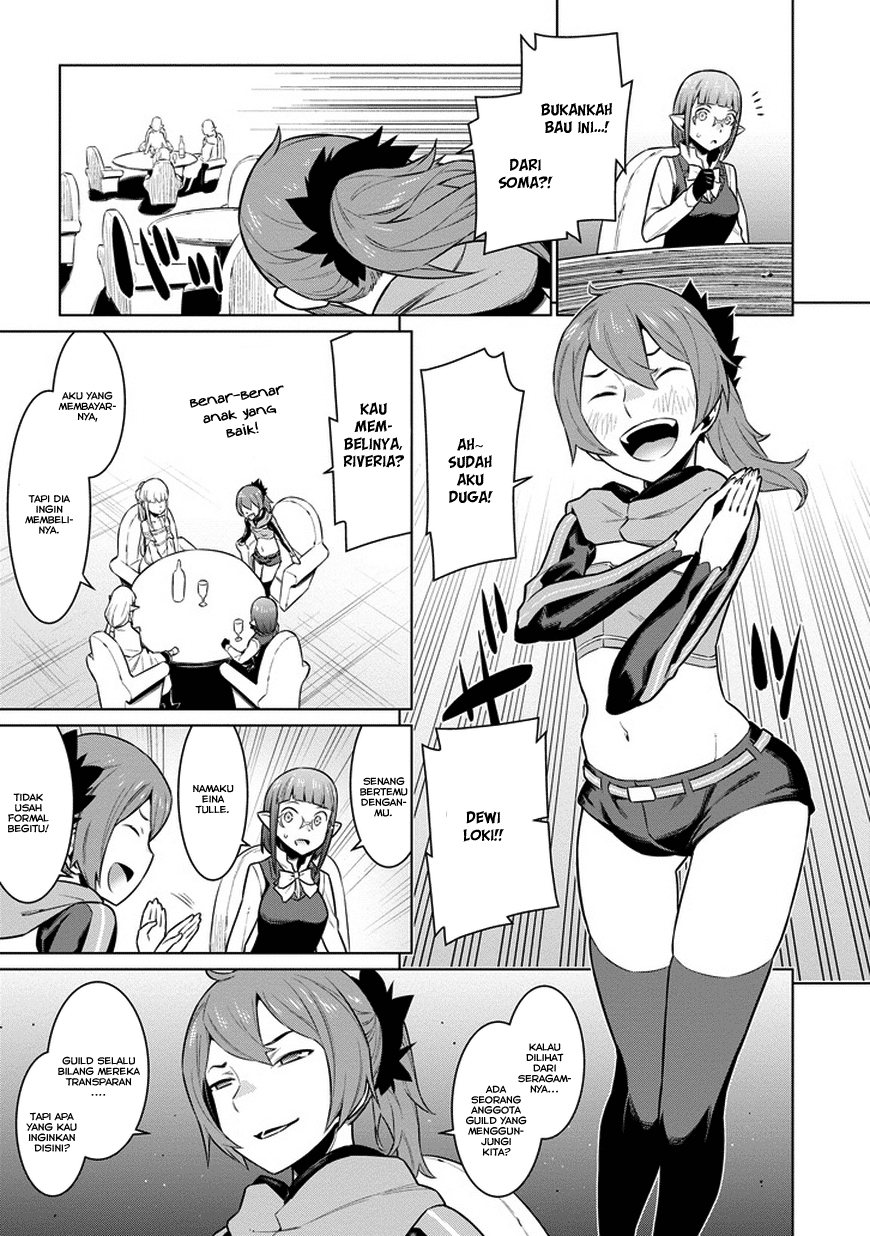 BUKANKAH
BAU INI...!
DARI
SOMA?!
AH~
SUDAH
AKU
DUGA!
DEWI
LOKI!!
KAU
MEM-
BELINYA,
RIVERIA?
Benar-Benar
anak yang
Baik!
AKU YANG
MEMBAYAR-
NYA,
TAPI DIA
INGIN
MEMBELI-
NYA.
SENANG
BERTEMU
DENGAN-
MU.
NAMAKU
EINA
TULLE.
TIDAK
USAH
FORMAL
BEGITU!
KALAU
DILIHAT
DARI
SERAGAM-
NYA...
ADA
SEORANG
ANGGOTA
GUILD YANG
MENGGUN-
JUNGI
KITA?
GUILD SELALU
BILANG MEREKA
TRANSPARAN
....
TAPI APA
YANG KAU
INGINKAN
DISINI?